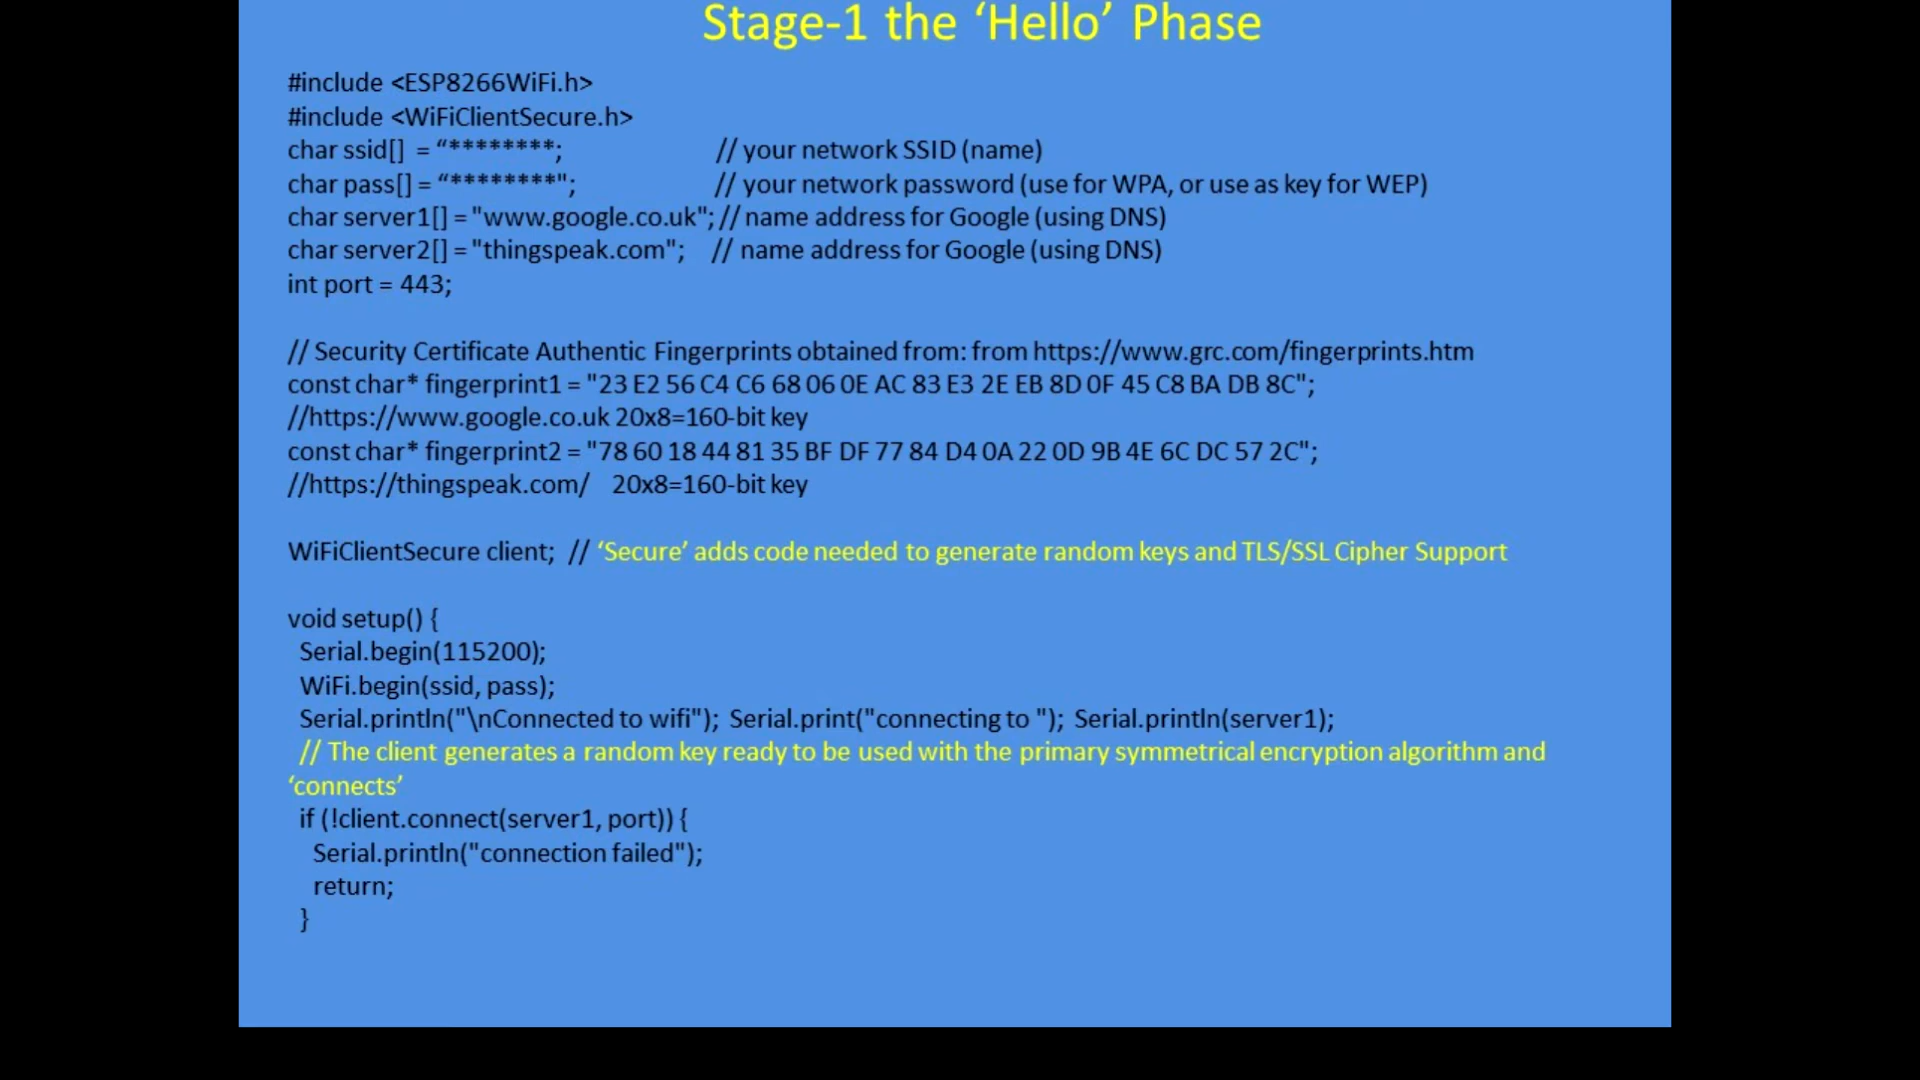 Stage-1 the ‘Hello’ Phase
#include <ESP8266WiFi.h>
#include <WiFiClientSecure.h>
char ssid[] = “********; // your network SSID (name)
char pass[] = “********"; // your network password (use for WPA, or use as key for WEP)
char server1[] = "www.google.co.uk"; // name address for Google (using DNS)
char server2[] = "thingspeak.com"; // name address for Google (using DNS)
int port = 443;
// Security Certificate Authentic Fingerprints obtained from: from https://www.grc.com/fingerprints.htm
const char* fingerprint1 = "23 E2 56 C4 C6 68 06 0E AC 83 E3 2E EB 8D 0F 45 C8 BA DB 8C";
//https://www.google.co.uk 20x8=160-bit key
const char* fingerprint2 = "78 60 18 44 81 35 BF DF 77 84 D4 0A 22 0D 9B 4E 6C DC 57 2C";
//https://thingspeak.com/ 20x8=160-bit key
WiFiClientSecure client; // ‘Secure’ adds code needed to generate random keys and TLS/SSL Cipher Support
void setup() {
Serial.begin(115200);
WiFi.begin(ssid, pass);
Serial.println("\nConnected to wifi"); Serial.print("connecting to "); Serial.println(server1);
// The client generates a random key ready to be used with the primary symmetrical encryption algorithm and
‘connects’
if (!client.connect(server1, port)) {
Serial.println("connection failed");
return;
}